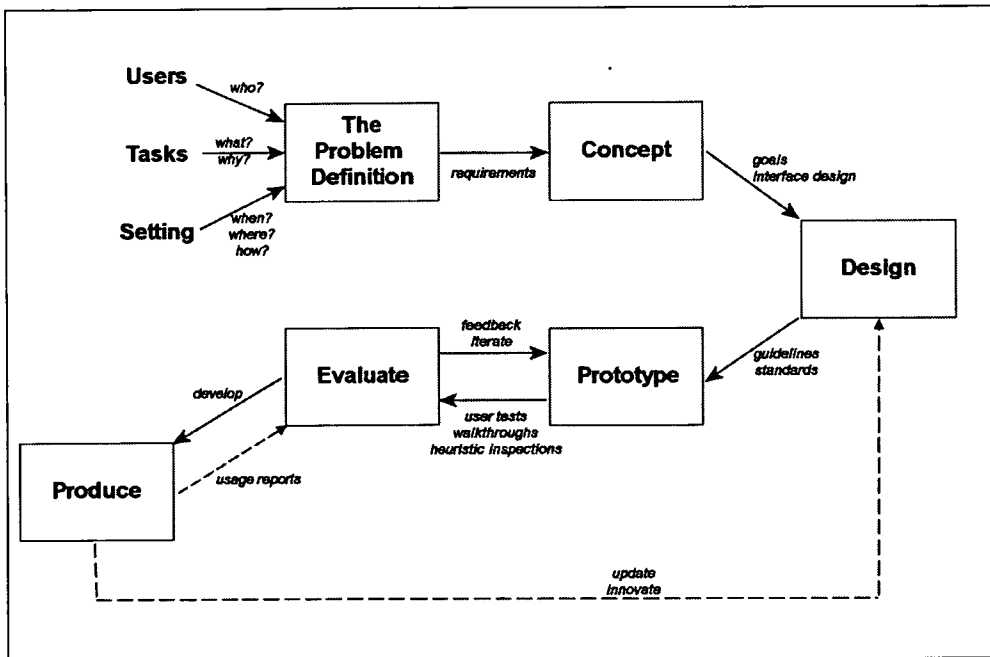 Users
who?
The
Problem
Definition
Tasks
what?
why?
Setting
when?
where?
how?
requirements
Concept
goals
interface design
Design
guidelines
standards
Prototype
feedback
iterate
user tests
walkthroughs
heuristic inspections
Evaluate
develop
usage reports
Produce
update
innovate